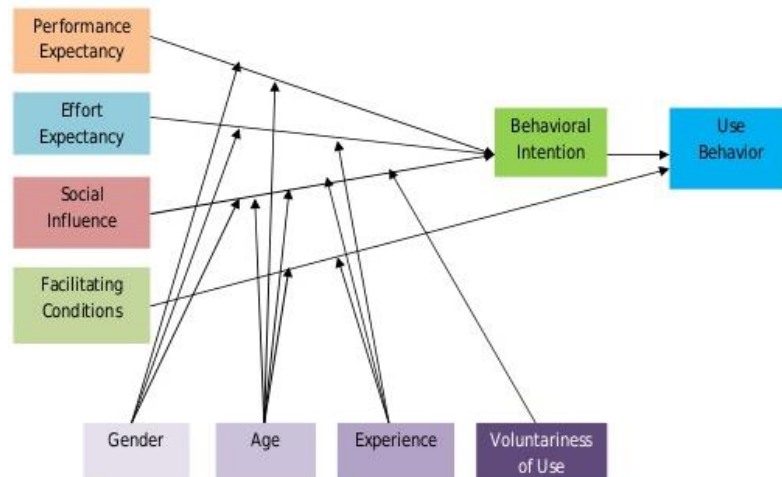 Performance
Expectancy
Effort
Expectancy
Social
Influence
Facilitating
Conditions
Behavioral
Intention
Use
Behavior
Gender
Age
Experience
Voluntariness
of Use